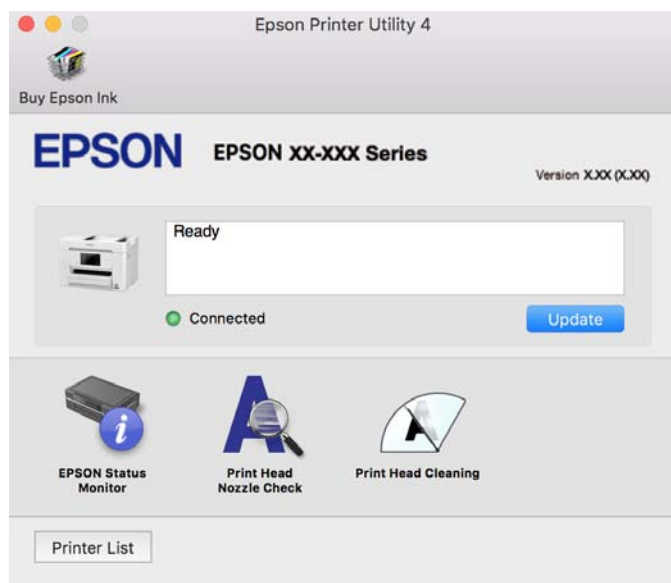 Epson Printer Utility 4
Buy Epson Ink
EPSON
EPSON XX-XXX Series
Version X.XX (X.XX)
Ready
Connected
Update
EPSON Status
Monitor
Print Head
Nozzle Check
Print Head Cleaning
Printer List